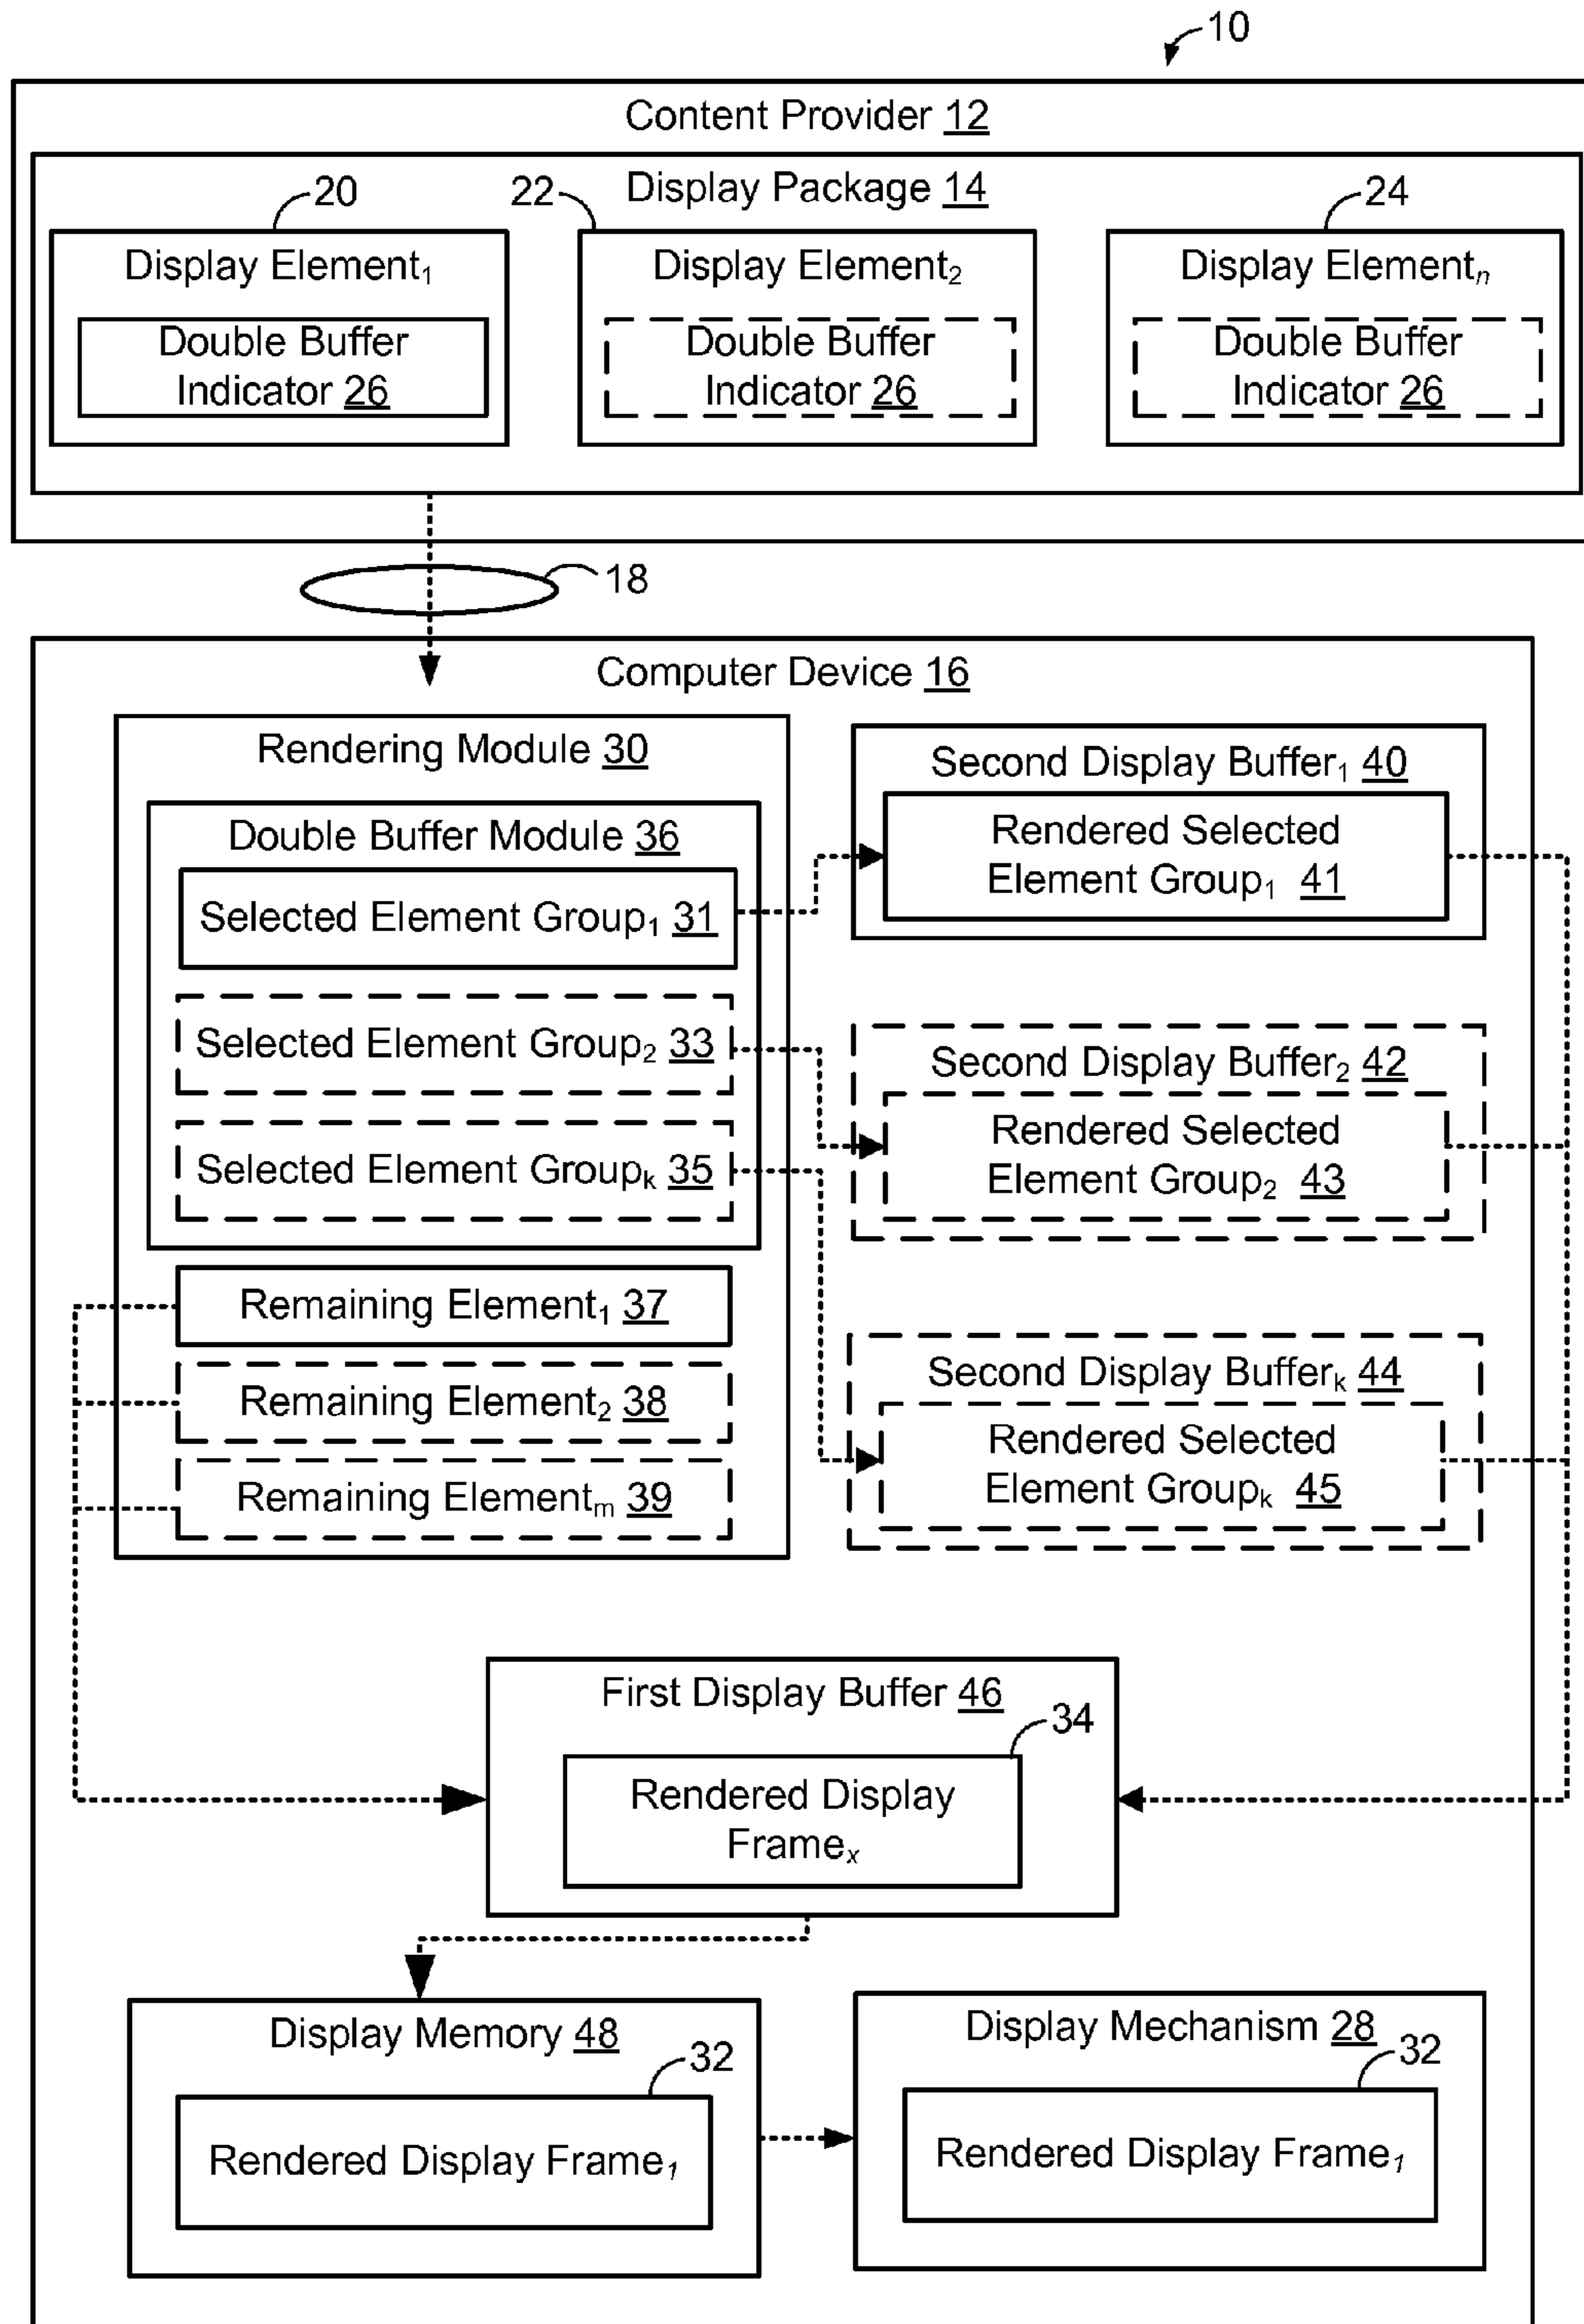 10
Content Provider 12
Display Package 14
20
22
24
Display Element1
Double Buffer
Indicator 26
Display Element2
Double Buffer
Indicator 26
Display Elementn
Double Buffer
Indicator 26
18
Computer Device 16
Rendering Module 30
Double Buffer Module 36
Selected Element Group1 31
Selected Element Group2 33
Selected Element Groupk 35
Remaining Element1 37
Remaining Element2 38
Remaining Elementm 39
Second Display Buffer1 40
Rendered Selected
Element Group1 41
Second Display Buffer2 42
Rendered Selected
Element Group2 43
Second Display Bufferk 44
Rendered Selected
Element Groupk 45
First Display Buffer 46
34
Rendered Display
Framex
Display Memory 48
32
Rendered Display Frame1
Display Mechanism 28
32
Rendered Display Frame1